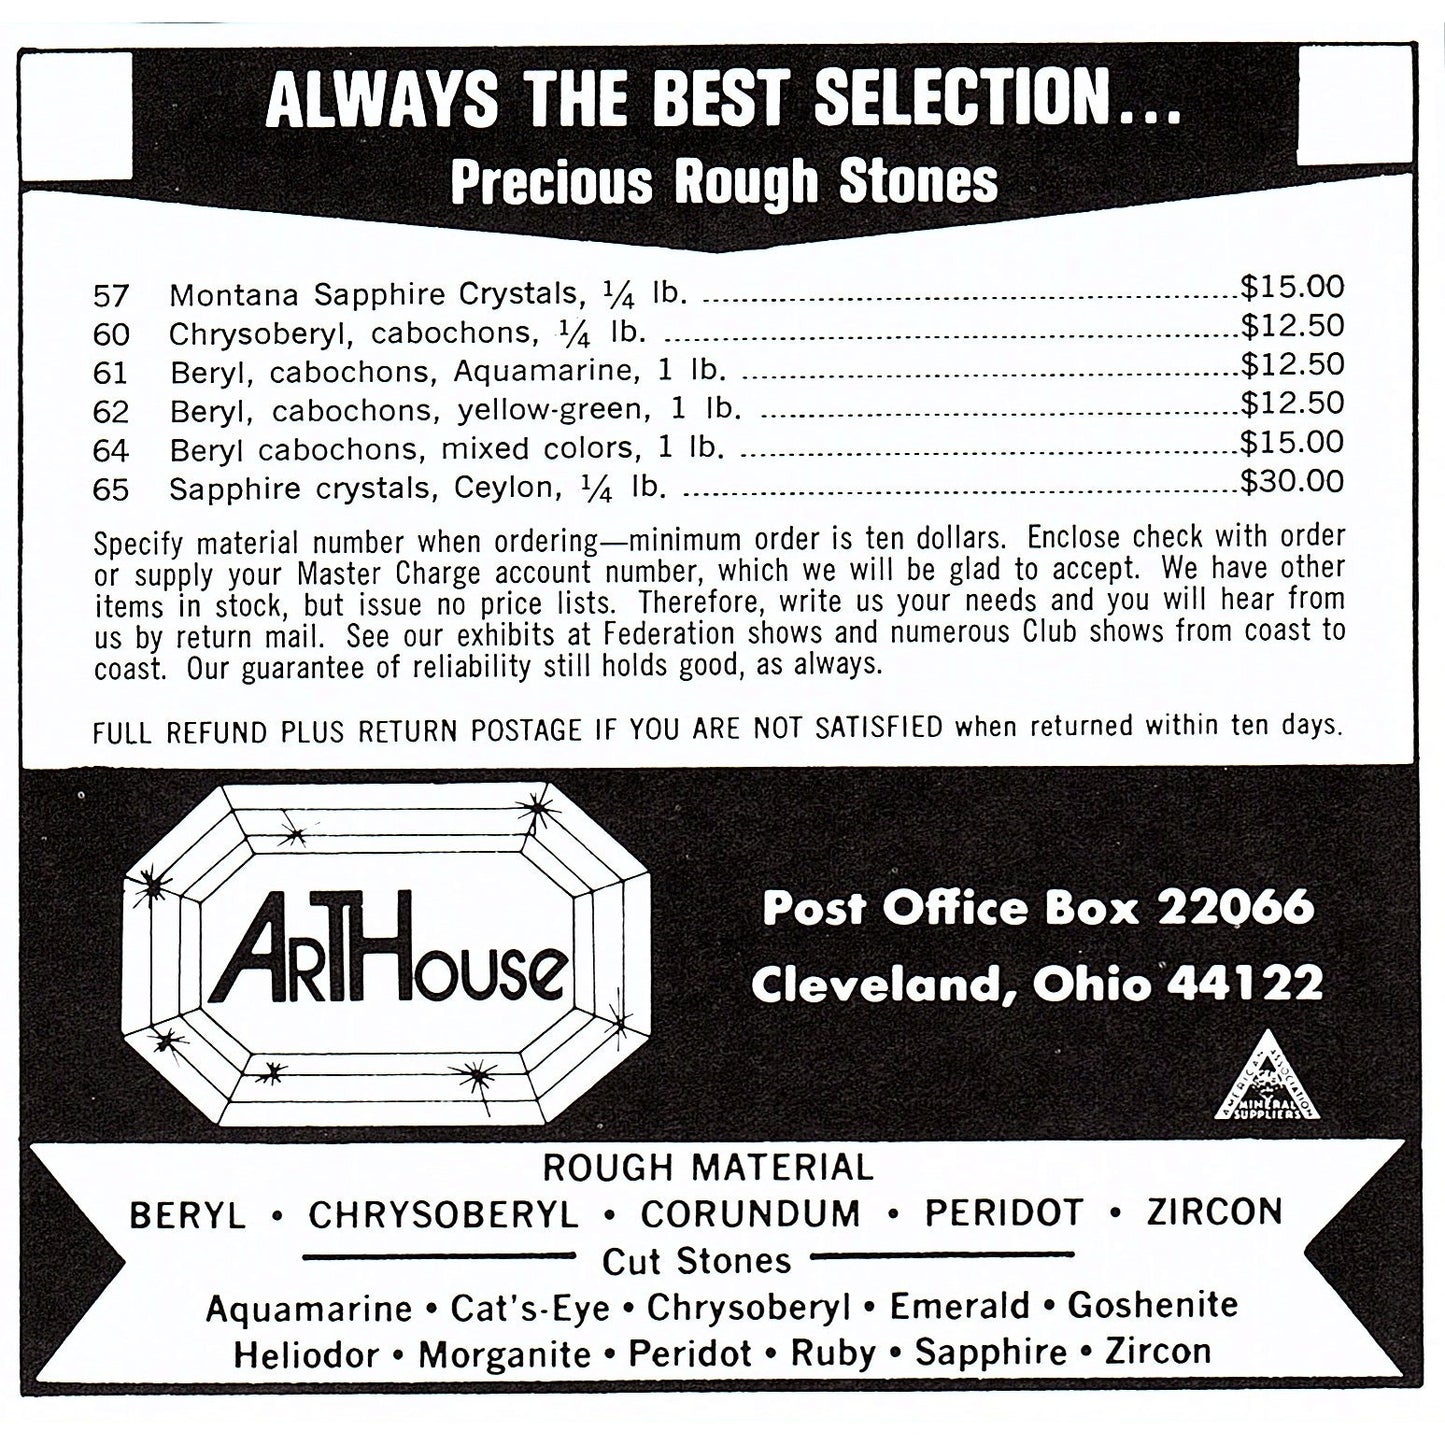 ALWAYS THE BEST SELECTION...
Precious Rough Stones
57 Montana Sapphire Crystals, ¼ lb. ........................................................$15.00
60 Chrysoberyl, cabochons, ¼ lb. ............................................................$12.50
61 Beryl, cabochons, Aquamarine, 1 lb. ....................................................$12.50
62 Beryl, cabochons, yellow-green, 1 lb. ..................................................$12.50
64 Beryl cabochons, mixed colors, 1 lb. ....................................................$15.00
65 Sapphire crystals, Ceylon, ¼ lb. ..........................................................$30.00
Specify material number when ordering—minimum order is ten dollars. Enclose check with order
or supply your Master Charge account number, which we will be glad to accept. We have other
items in stock, but issue no price lists. Therefore, write us your needs and you will hear from
us by return mail. See our exhibits at Federation shows and numerous Club shows from coast to
coast. Our guarantee of reliability still holds good, as always.
FULL REFUND PLUS RETURN POSTAGE IF YOU ARE NOT SATISFIED when returned within ten days.
ARTHOUSE
Post Office Box 22066
Cleveland, Ohio 44122
AMERICAN ASSOCIATION
MINERAL
SUPPLIERS
ROUGH MATERIAL
BERYL • CHRYSOBERYL • CORUNDUM • PERIDOT • ZIRCON
Cut Stones
Aquamarine • Cat's-Eye • Chrysoberyl • Emerald • Goshenite
Heliodor • Morganite • Peridot • Ruby • Sapphire • Zircon